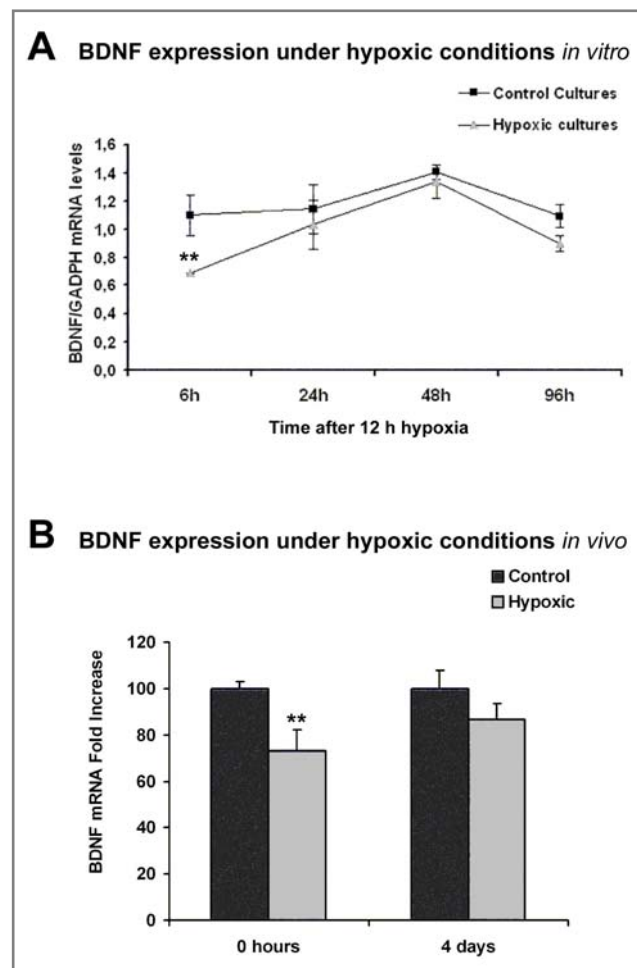 A BDNF expression under hypoxic conditions in vitro
Control Cultures
Hypoxic cultures
BDNF/GADPH mRNA levels
1,6
1,4
1,2
1,0
0,8
0,6
0,4
0,2
0,0
**
6h 24h 48h 96h
Time after 12 h hypoxia
B BDNF expression under hypoxic conditions in vivo
Control
Hypoxic
BDNF mRNA Fold Increase
120
100
80
60
40
20
0
**
0 hours 4 days